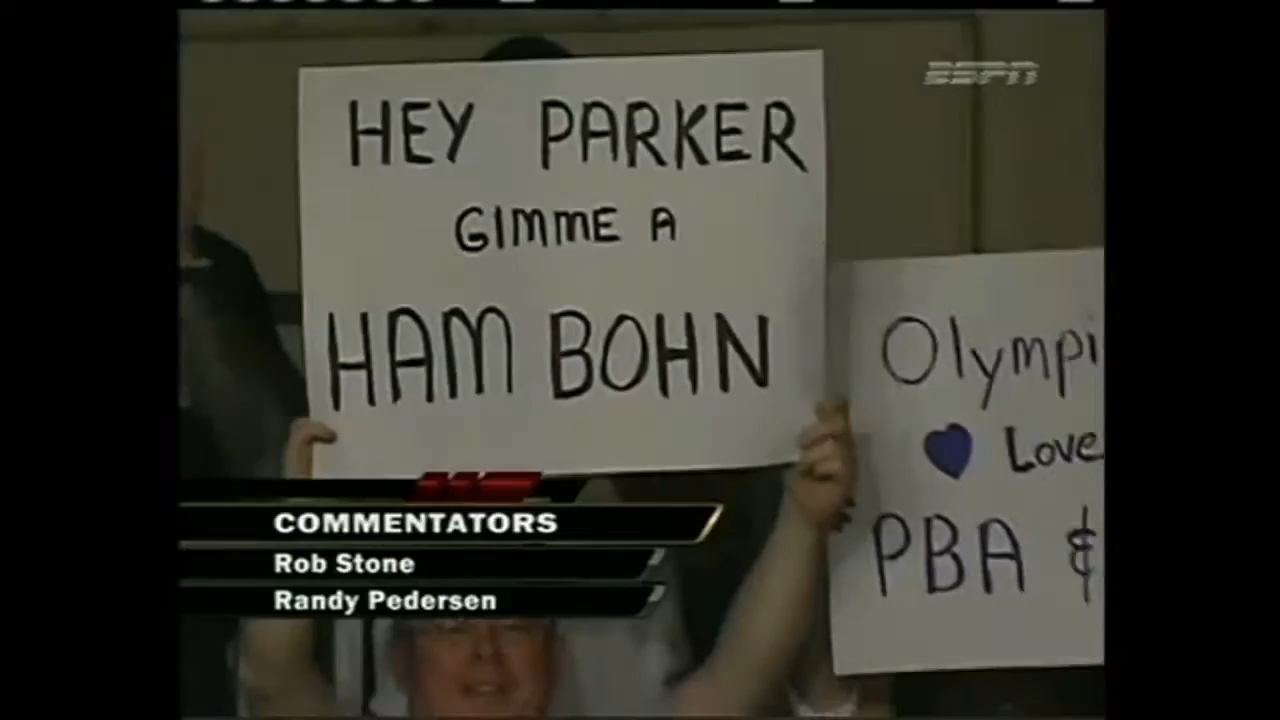 ESPN
HEY PARKER
GIMME A
HAM BOHN
Olympi
Love
PBA &
COMMENTATORS
Rob Stone
Randy Pedersen